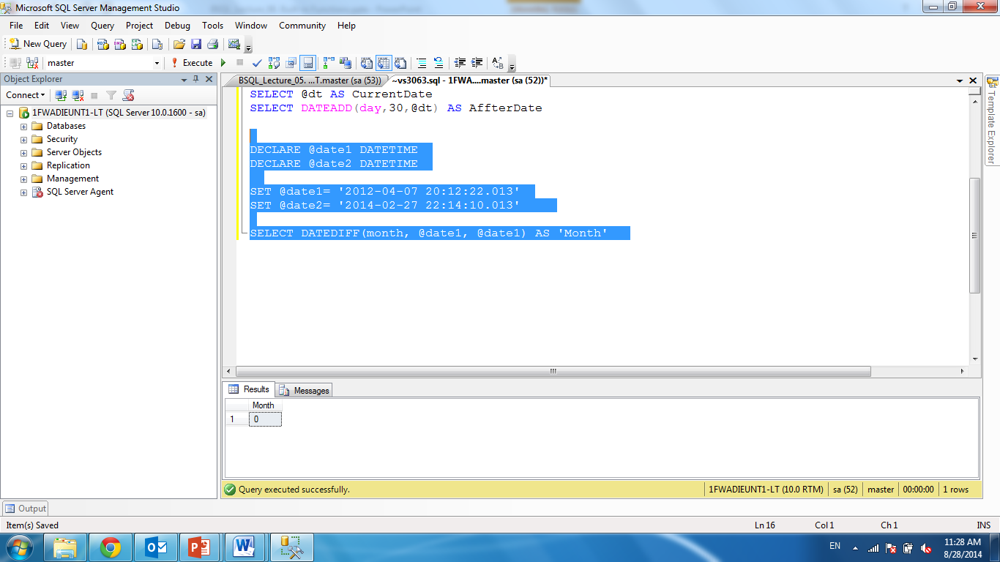 Microsoft SQL Server Management Studio
File Edit View Query Project Debug Tools Window Community Help
New Query
master Execute
Object Explorer
Connect
1FWADIEUNT1-LT (SQL Server 10.0.1600 - sa)
Databases
Security
Server Objects
Replication
Management
SQL Server Agent
BSQL_Lecture_05. ...T.master (sa (53)) ~vs3063.sql - 1FWA....master (sa (52))*
SELECT @dt AS CurrentDate
SELECT DATEADD(day,30,@dt) AS AffterDate
DECLARE @date1 DATETIME
DECLARE @date2 DATETIME
SET @date1= '2012-04-07 20:12:22.013'
SET @date2= '2014-02-27 22:14:10.013'
SELECT DATEDIFF(month, @date1, @date1) AS 'Month'
Template Explorer
Results Messages
Month
1 0
Query executed successfully. 1FWADIEUNT1-LT (10.0 RTM) sa (52) master 00:00:00 1 rows
Output
Item(s) Saved Ln 16 Col 1 Ch 1 INS
EN 11:28 AM
8/28/2014